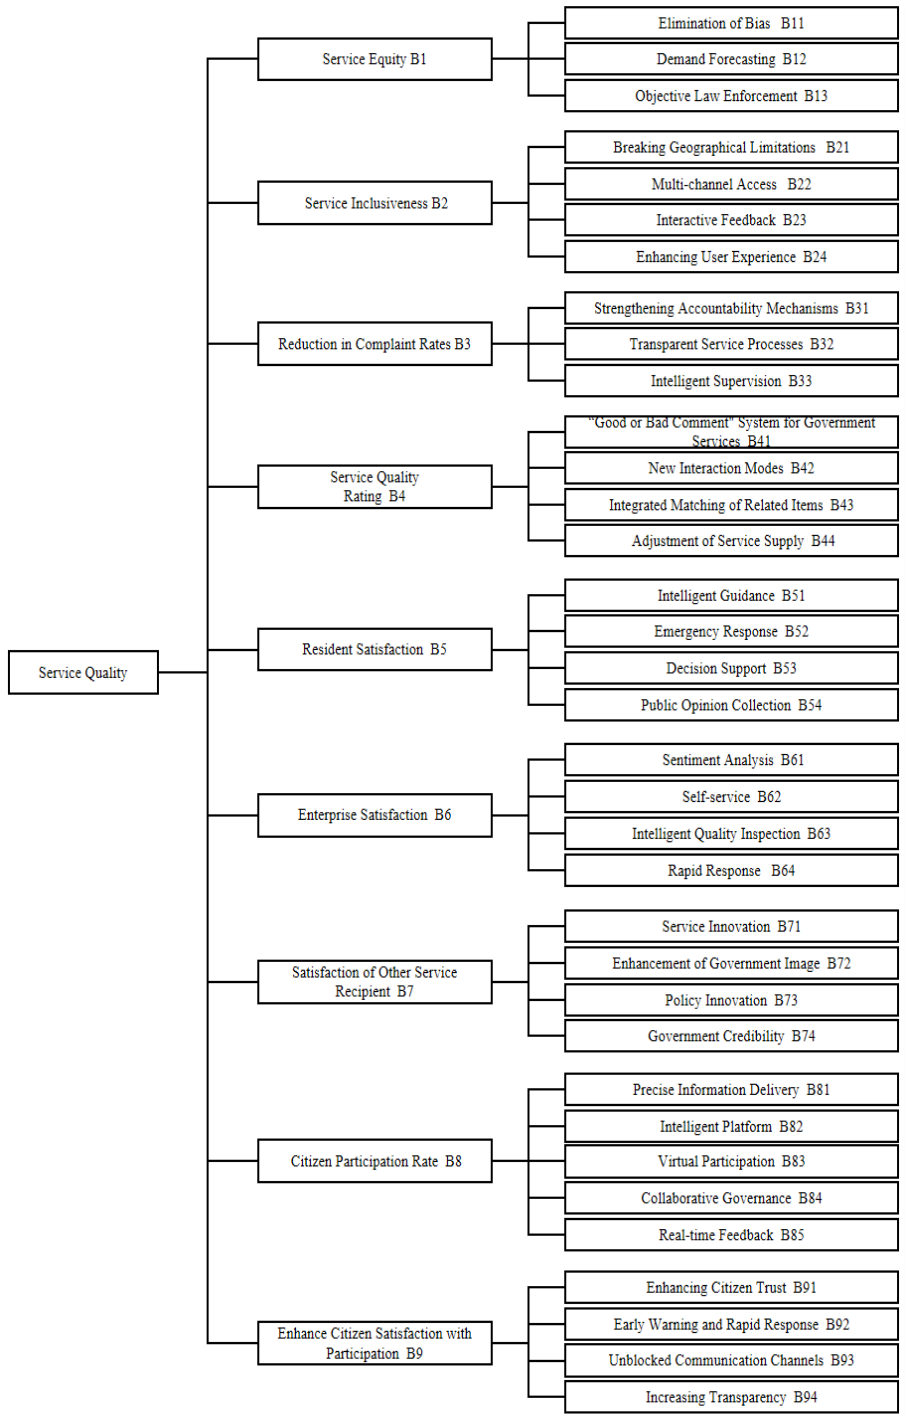 Service Quality
Service Equity B1
Elimination of Bias B11
Demand Forecasting B12
Objective Law Enforcement B13
Service Inclusiveness B2
Breaking Geographical Limitations B21
Multi-channel Access B22
Interactive Feedback B23
Enhancing User Experience B24
Reduction in Complaint Rates B3
Strengthening Accountability Mechanisms B31
Transparent Service Processes B32
Intelligent Supervision B33
Service Quality
Rating B4
“Good or Bad Comment" System for Government
Services B41
New Interaction Modes B42
Integrated Matching of Related Items B43
Adjustment of Service Supply B44
Resident Satisfaction B5
Intelligent Guidance B51
Emergency Response B52
Decision Support B53
Public Opinion Collection B54
Enterprise Satisfaction B6
Sentiment Analysis B61
Self-service B62
Intelligent Quality Inspection B63
Rapid Response B64
Satisfaction of Other Service
Recipient B7
Service Innovation B71
Enhancement of Government Image B72
Policy Innovation B73
Government Credibility B74
Citizen Participation Rate B8
Precise Information Delivery B81
Intelligent Platform B82
Virtual Participation B83
Collaborative Governance B84
Real-time Feedback B85
Enhance Citizen Satisfaction with
Participation B9
Enhancing Citizen Trust B91
Early Warning and Rapid Response B92
Unblocked Communication Channels B93
Increasing Transparency B94